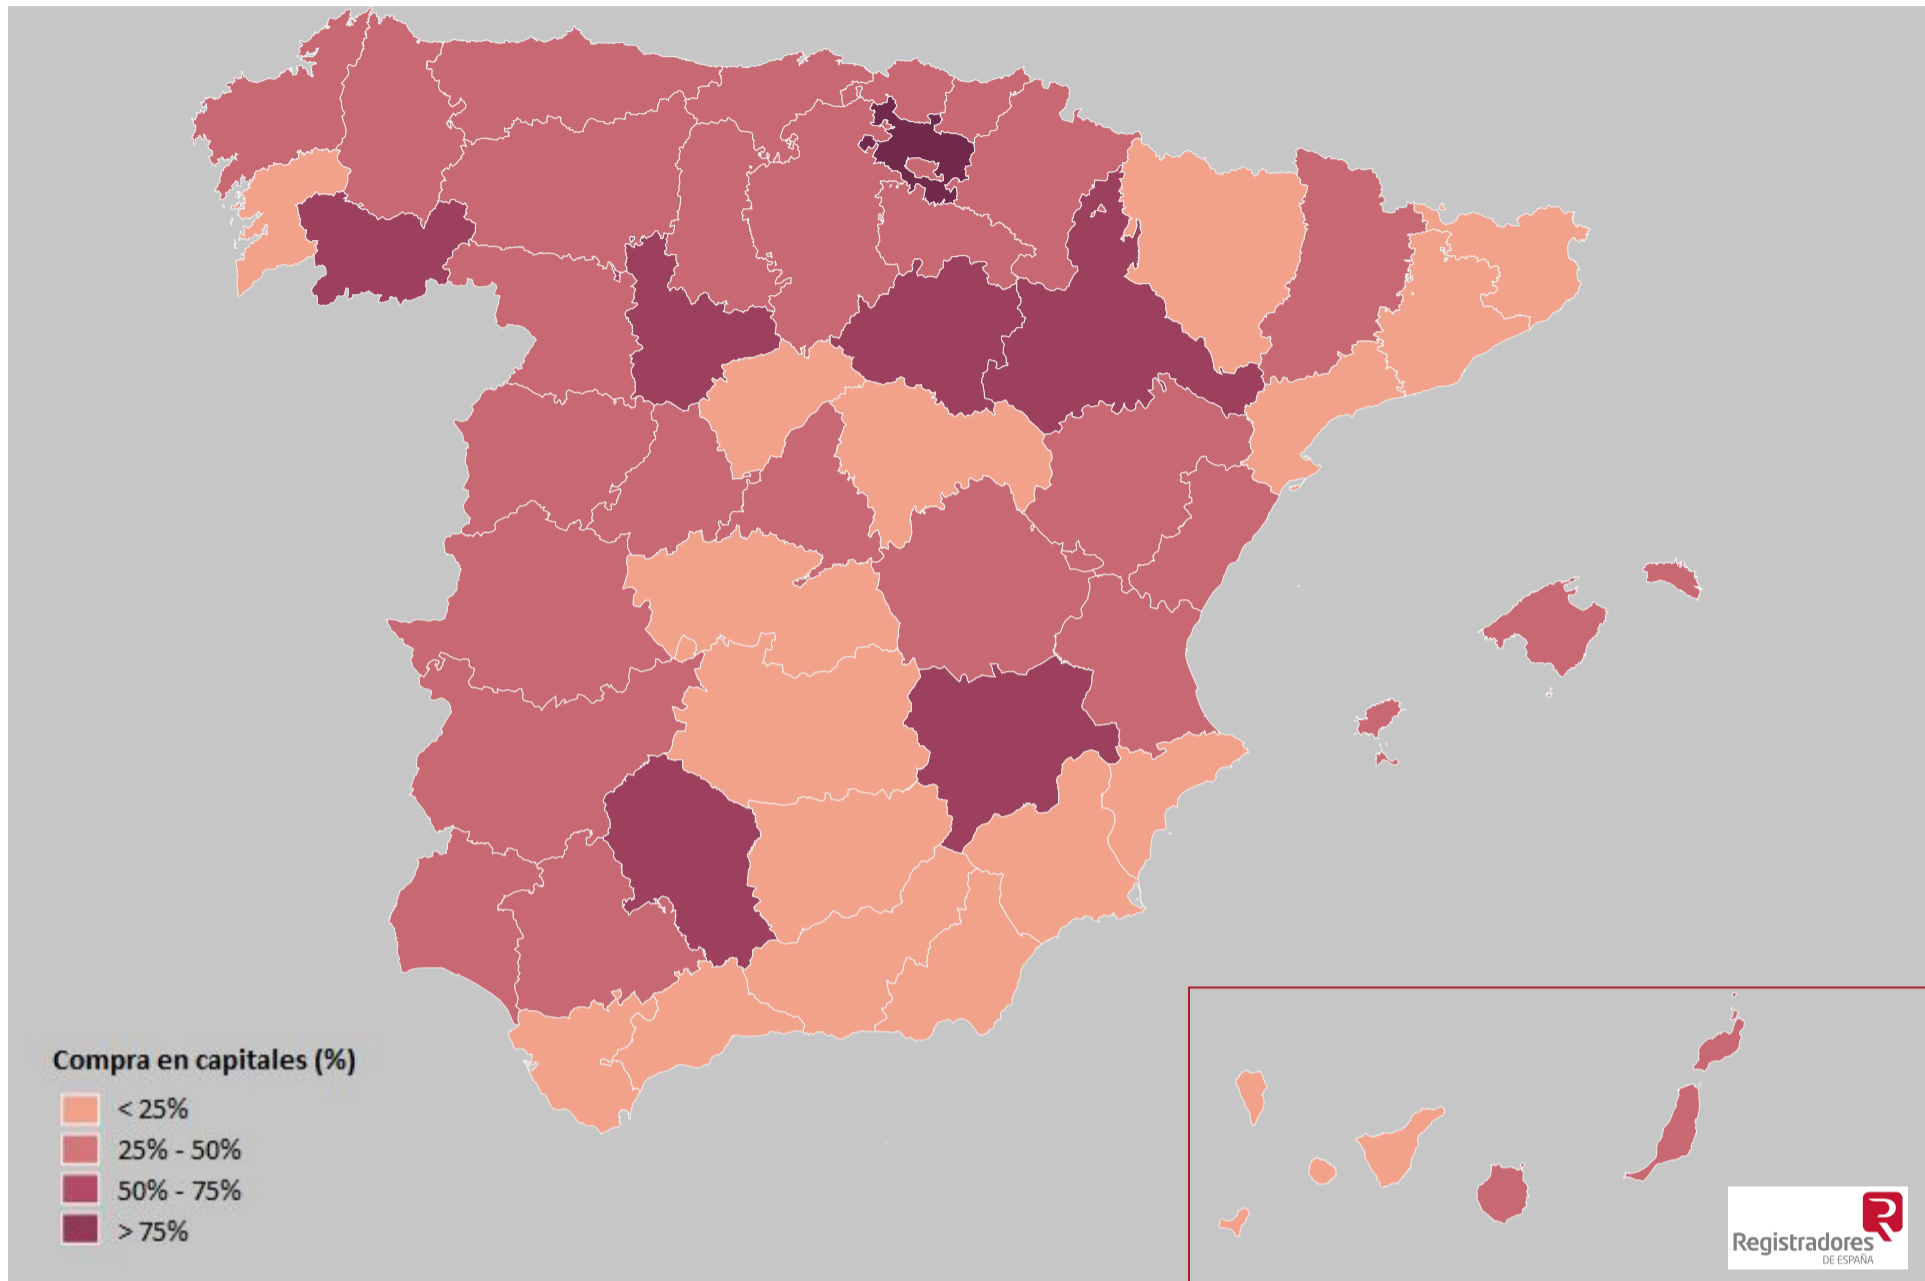 Compra en capitales (%)
< 25%
25% - 50%
50% - 75%
> 75%
Registradores
DE ESPAÑA